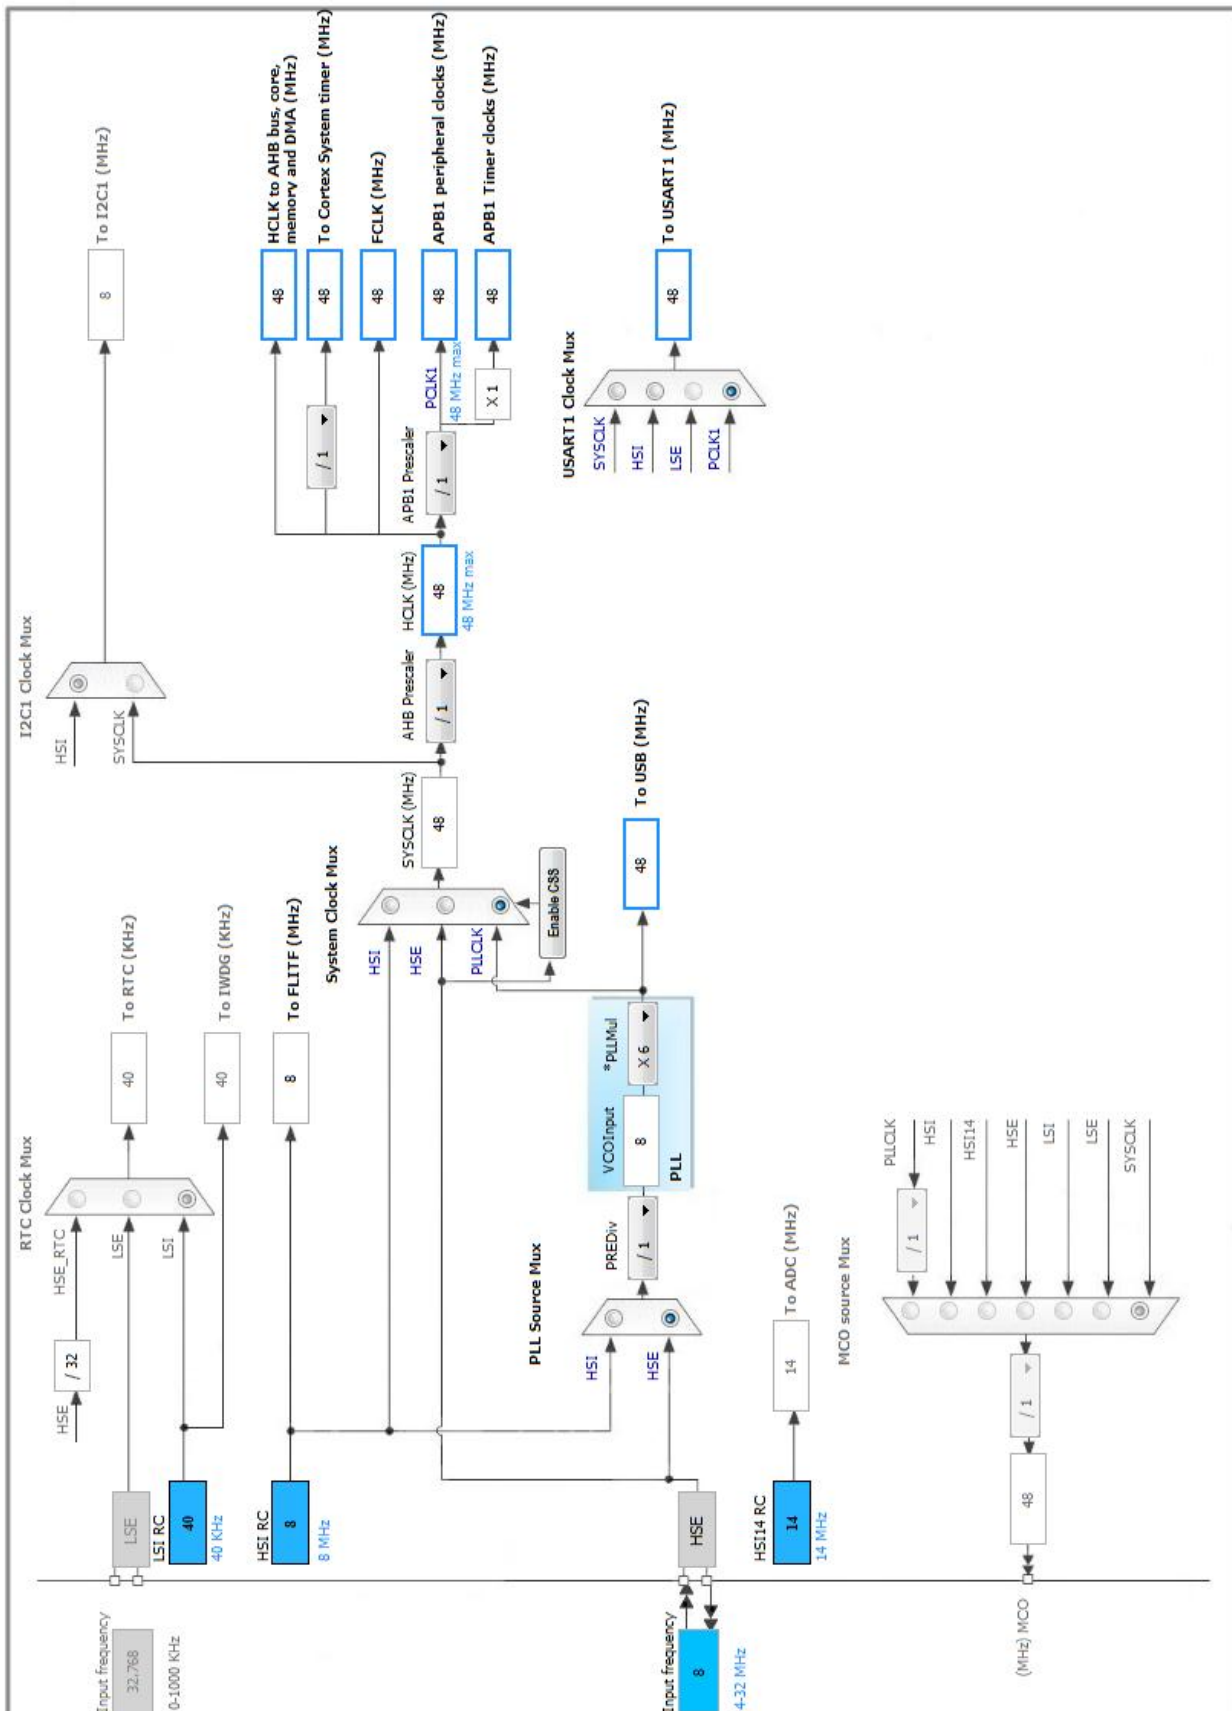 RTC Clock Mux
HSE
/ 32
HSE_RTC
LSE
LSI
40
To RTC (KHz)
Input frequency
32.768
0-1000 KHz
LSE
LSI RC
40
40 KHz
40
To IWDG (KHz)
HSI RC
8
8 MHz
8
To FLITF (MHz)
I2C1 Clock Mux
HSI
SYSCLK
8
To I2C1 (MHz)
System Clock Mux
HSI
HSE
PLLCLK
Enable CSS
SYSCLK (MHz)
48
AHB Prescaler
/ 1
HCLK (MHz)
48
48 MHz max
APB1 Prescaler
/ 1
PCLK1
48 MHz max
/ 1
X 1
48
HCLK to AHB bus, core,
memory and DMA (MHz)
48
To Cortex System timer (MHz)
48
FCLK (MHz)
48
APB1 peripheral clocks (MHz)
48
APB1 Timer clocks (MHz)
PLL Source Mux
HSI
HSE
PREDiv
/ 1
VCOInput
8
*PLLMul
X 6
PLL
48
To USB (MHz)
USART1 Clock Mux
SYSCLK
HSI
LSE
PCLK1
48
To USART1 (MHz)
Input frequency
8
4-32 MHz
HSE
HSI14 RC
14
14 MHz
14
To ADC (MHz)
MCO source Mux
PLLCLK
/ 1
HSI
HSI14
HSE
LSI
LSE
SYSCLK
/ 1
48
(MHz) MCO